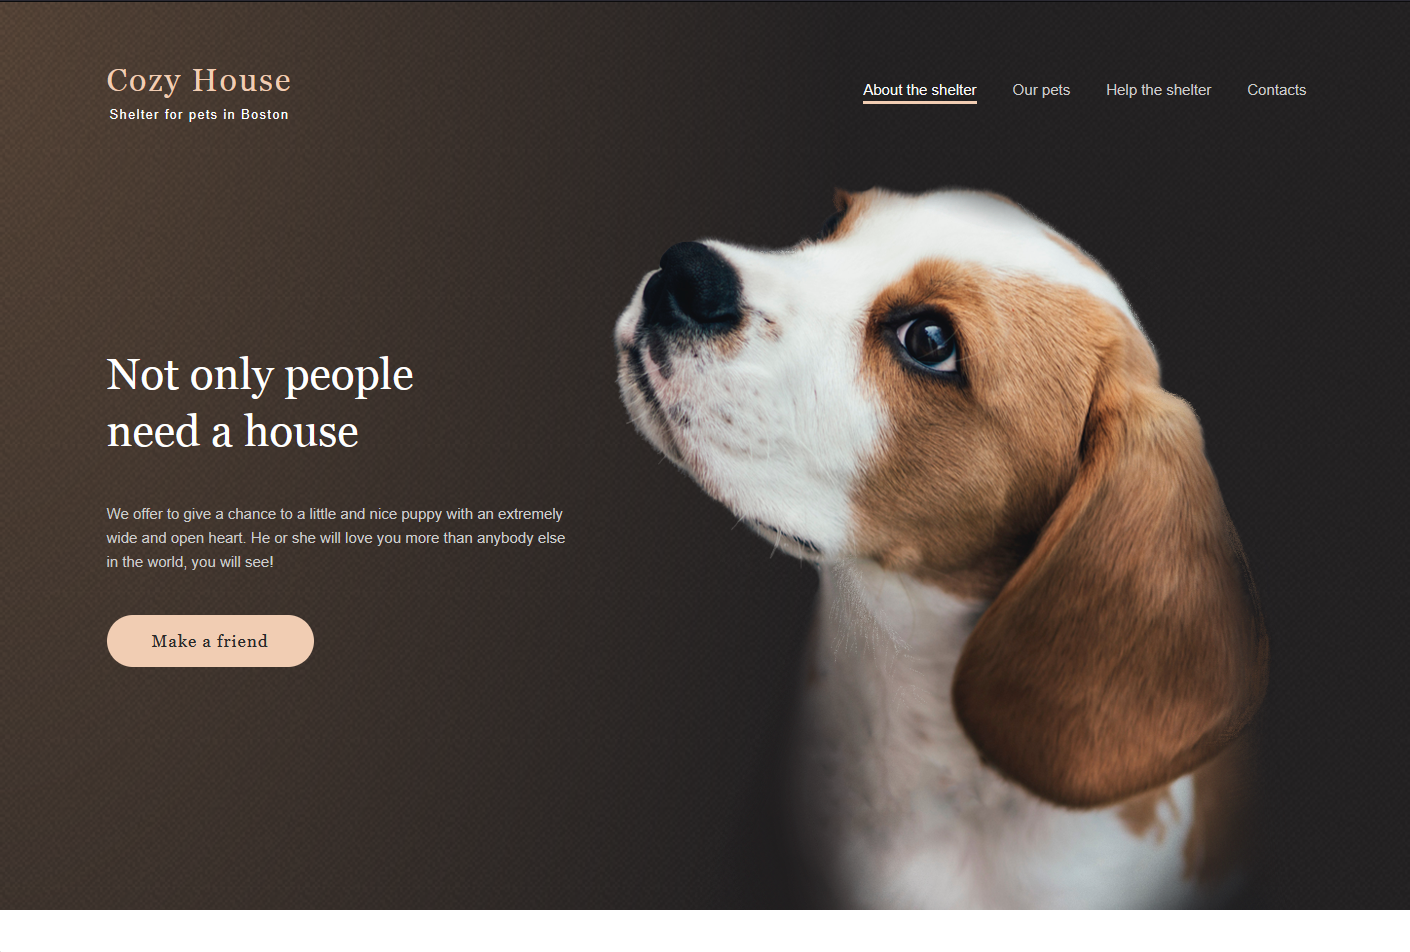 Cozy House
Shelter for pets in Boston
About the shelter
Our pets
Help the shelter
Contacts
Not only people
need a house
We offer to give a chance to a little and nice puppy with an extremely
wide and open heart. He or she will love you more than anybody else
in the world, you will see!
Make a friend